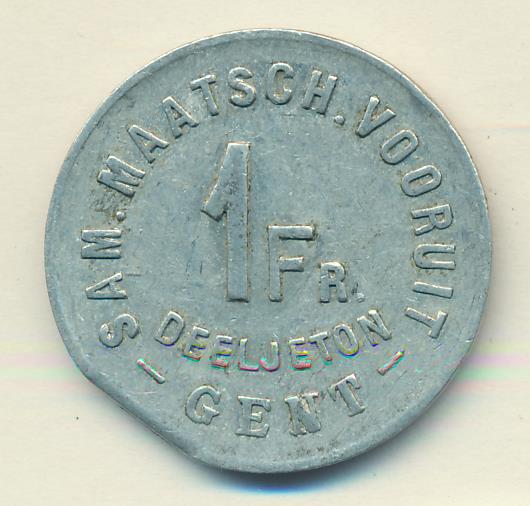 SAM. MAATSCH. VOORUIT
1 FR.
DEELJETON
– GENT –